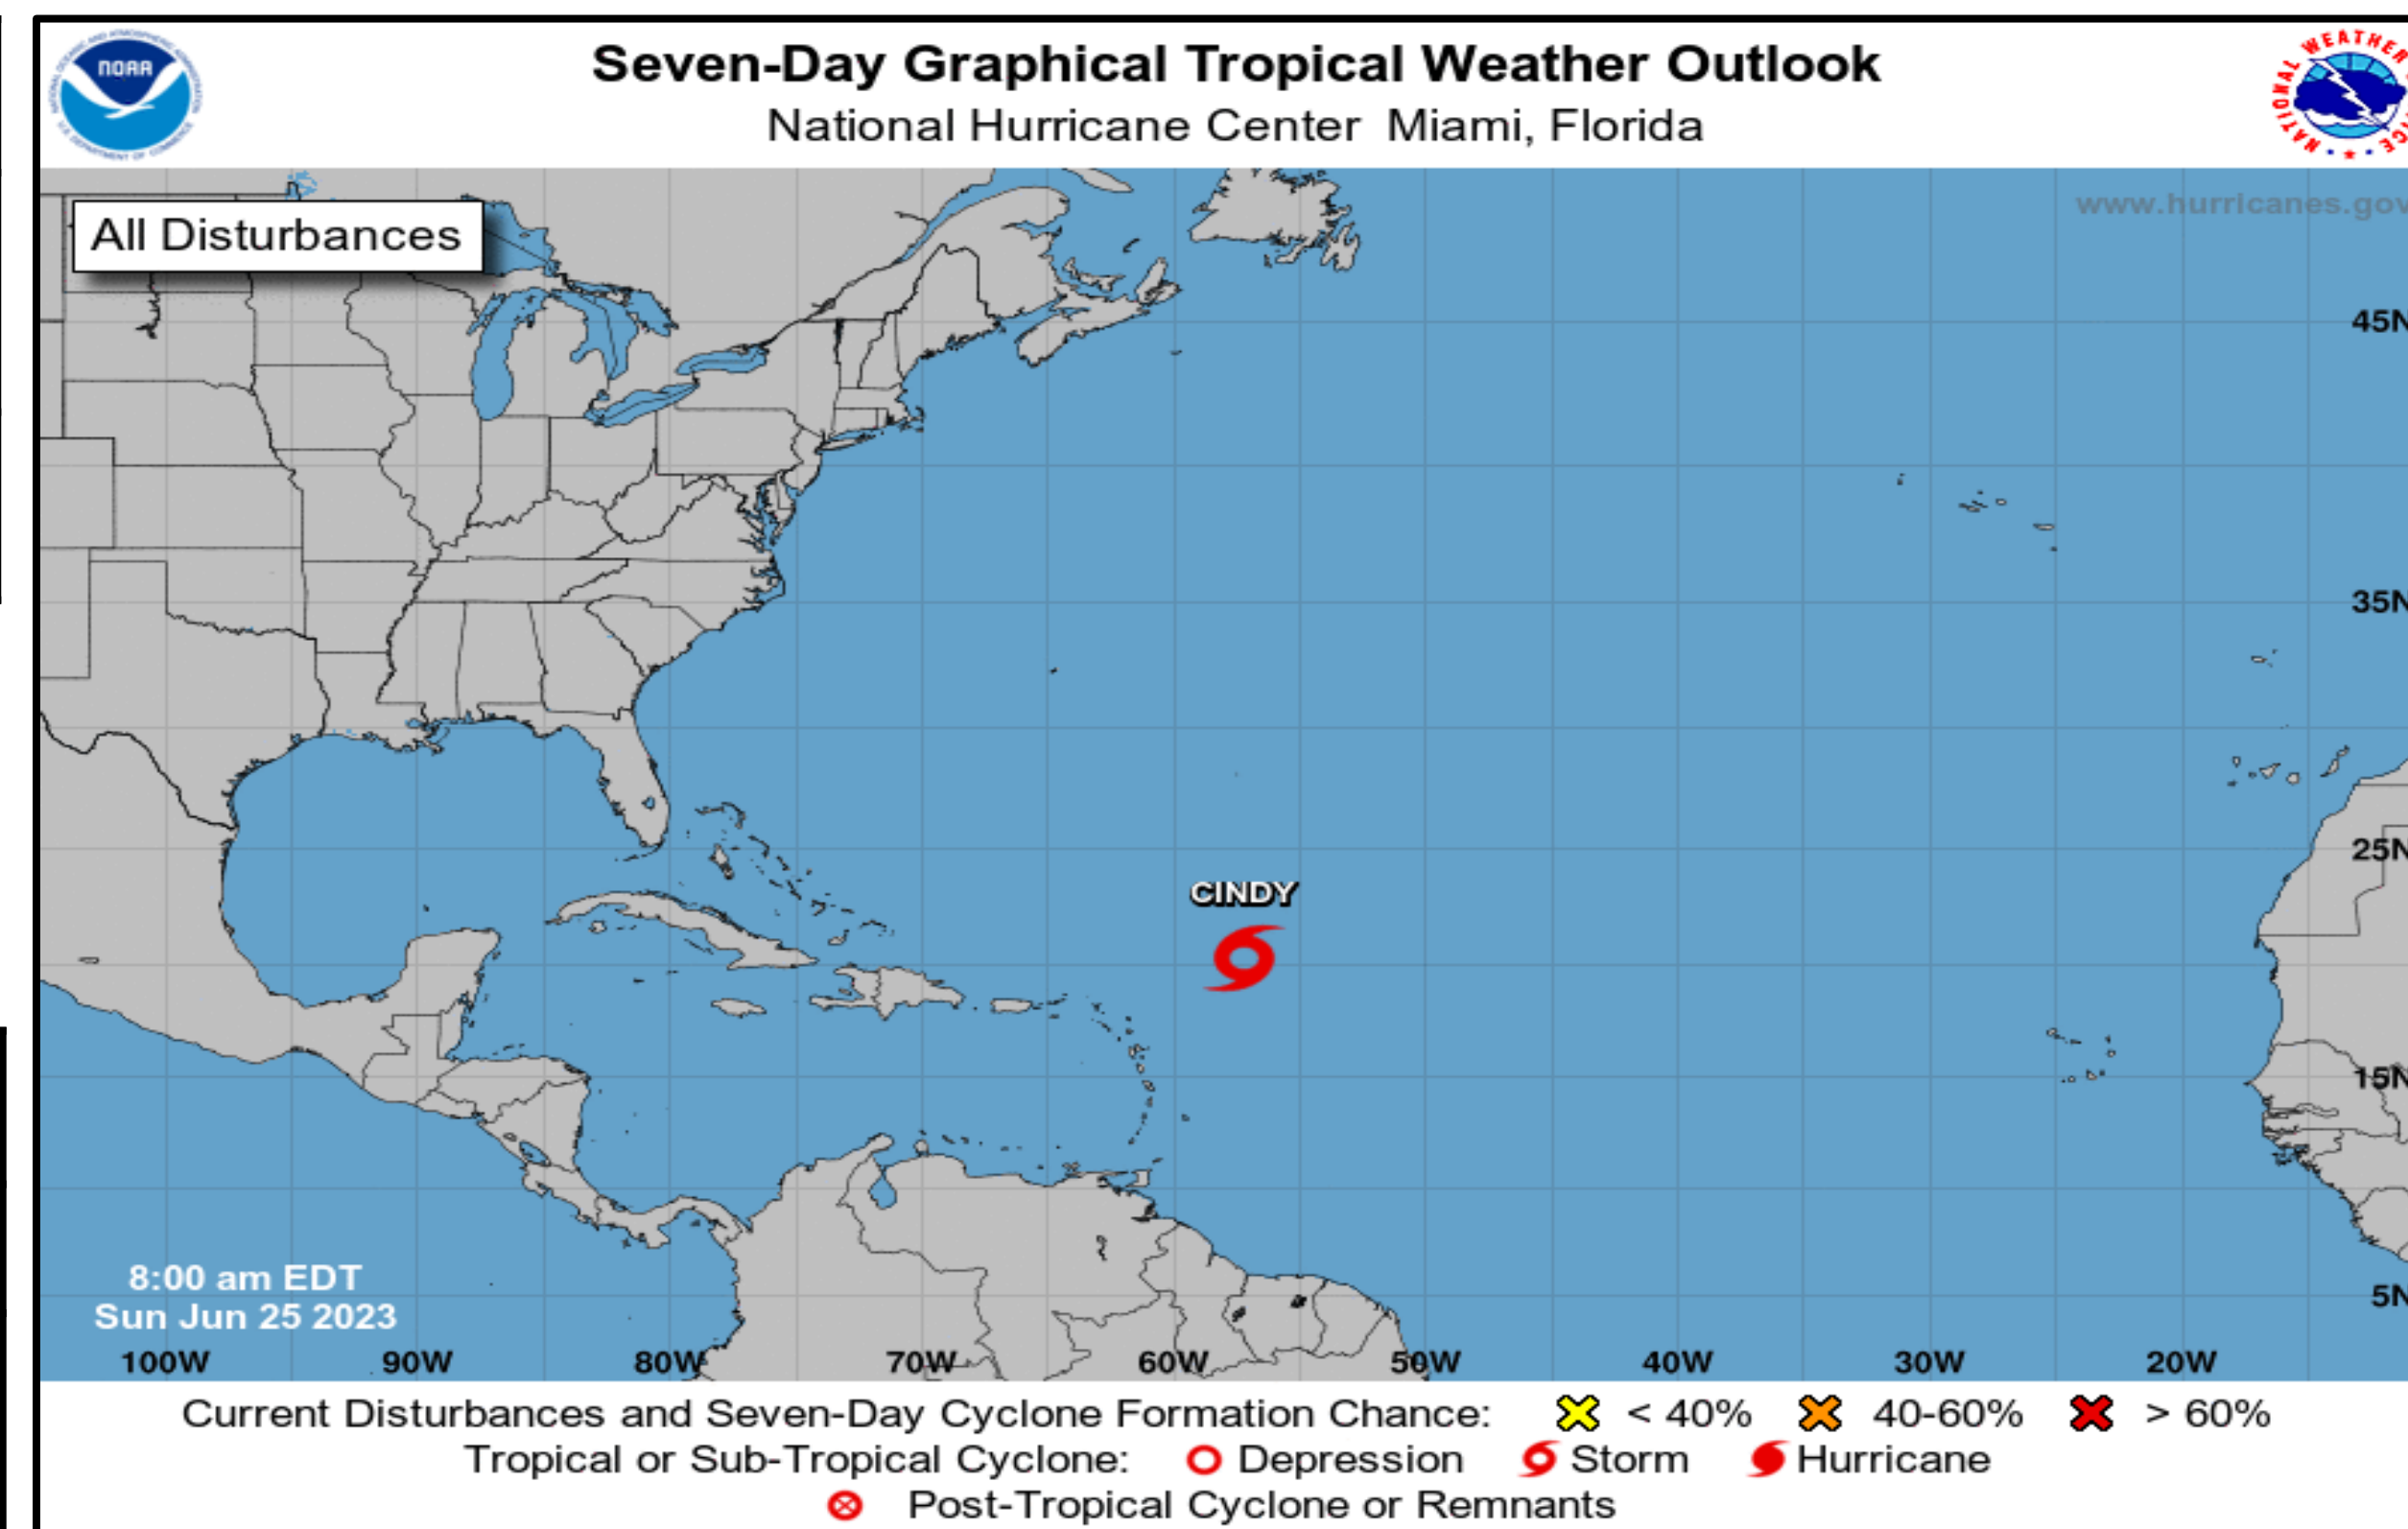 NOAA
Seven-Day Graphical Tropical Weather Outlook
National Hurricane Center Miami, Florida
NATIONAL WEATHER
All Disturbances
www.hurricanes.gov
45N
35N
25N
CINDY
15N
5N
8:00 am EDT
Sun Jun 25 2023
100W 90W 80W 70W 60W 50W 40W 30W 20W
Current Disturbances and Seven-Day Cyclone Formation Chance: < 40% 40-60% > 60%
Tropical or Sub-Tropical Cyclone: Depression Storm Hurricane
Post-Tropical Cyclone or Remnants